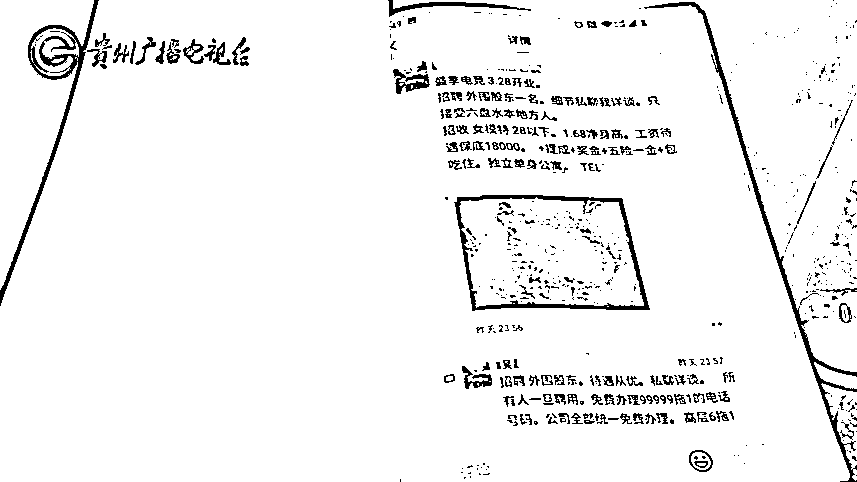 贵州广播电视台
详情
盛季电竞 3.28开业。
招聘 外围股东一名。细节私聊我详谈。只
接受六盘水本地方人。
招收 女模特 28以下。1.68净身高。工资待
遇保底18000。 +提成+奖金+五险一金+包
吃住。独立单身公寓。 TEL
昨天 23:56
昨天 23:57
招聘 外围股东。待遇从优。私聊详谈。 所
有人一旦聘用。免费办理99999拖1的电话
号码。公司全部统一免费办理。高层6拖1
评论